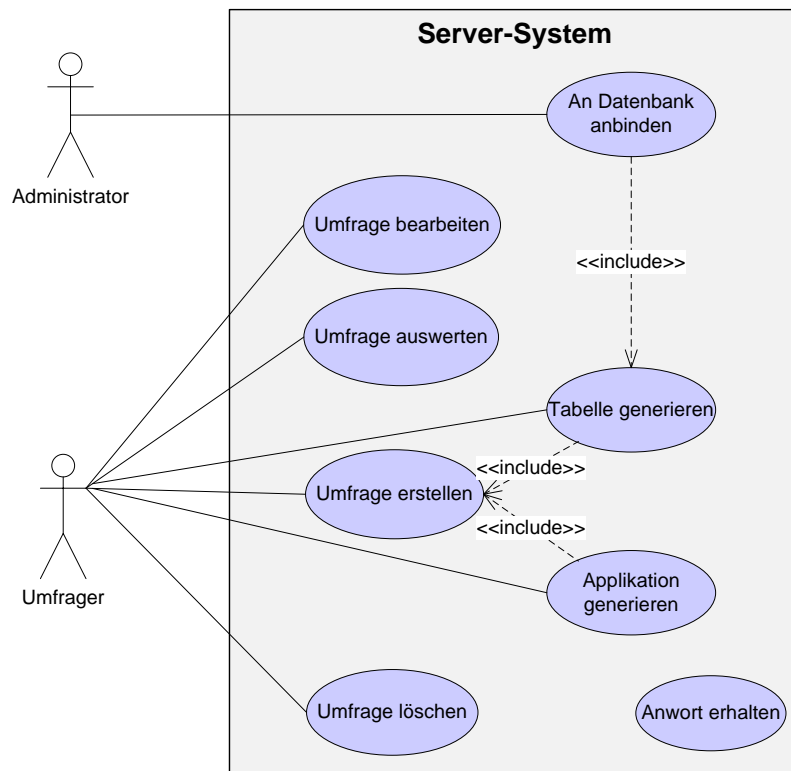 Server-System
An Datenbank
anbinden
Administrator
Umfrage bearbeiten
<<include>>
Umfrage auswerten
Tabelle generieren
<<include>>
Umfrage erstellen
<<include>>
Applikation
generieren
Umfrager
Umfrage löschen
Anwort erhalten